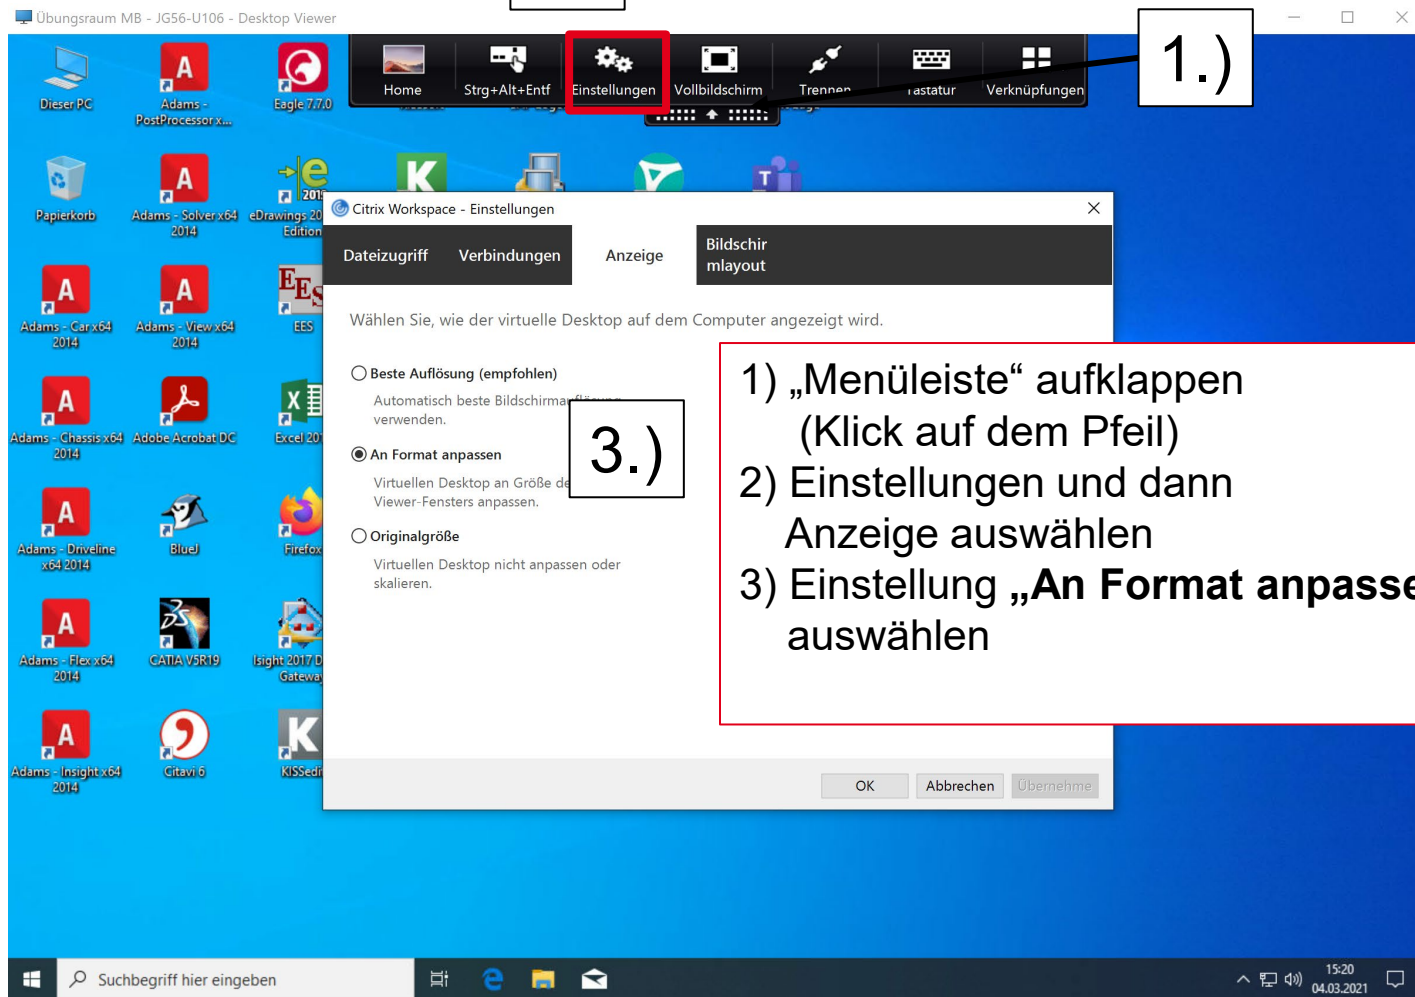 Übungsraum MB - JG56-U106 - Desktop Viewer
1.)
Home
Strg+Alt+Entf
Einstellungen
Vollbildschirm
Trennen
Tastatur
Verknüpfungen
Dieser PC
Adams -
PostProcessor x...
Eagle 7.7.0
Papierkorb
Adams - Solver x64
2014
eDrawings 20
Edition
Adams - Car x64
2014
Adams - View x64
2014
EES
Adams - Chassis x64
2014
Adobe Acrobat DC
Excel 201
Adams - Driveline
x64 2014
BlueJ
Firefox
Adams - Flex x64
2014
CATIA V5R19
Isight 2017 D
Gateway
Adams - Insight x64
2014
Citavi 6
KISSedi
Citrix Workspace - Einstellungen
Dateizugriff
Verbindungen
Anzeige
Bildschir
mlayout
Wählen Sie, wie der virtuelle Desktop auf dem Computer angezeigt wird.
Beste Auflösung (empfohlen)
Automatisch beste Bildschirmauflösung
verwenden.
An Format anpassen
Virtuellen Desktop an Größe de
Viewer-Fensters anpassen.
Originalgröße
Virtuellen Desktop nicht anpassen oder
skalieren.
3.)
1) „Menüleiste“ aufklappen
(Klick auf dem Pfeil)
2) Einstellungen und dann
Anzeige auswählen
3) Einstellung „An Format anpasse
auswählen
OK
Abbrechen
Übernehme
Suchbegriff hier eingeben
15:20
04.03.2021